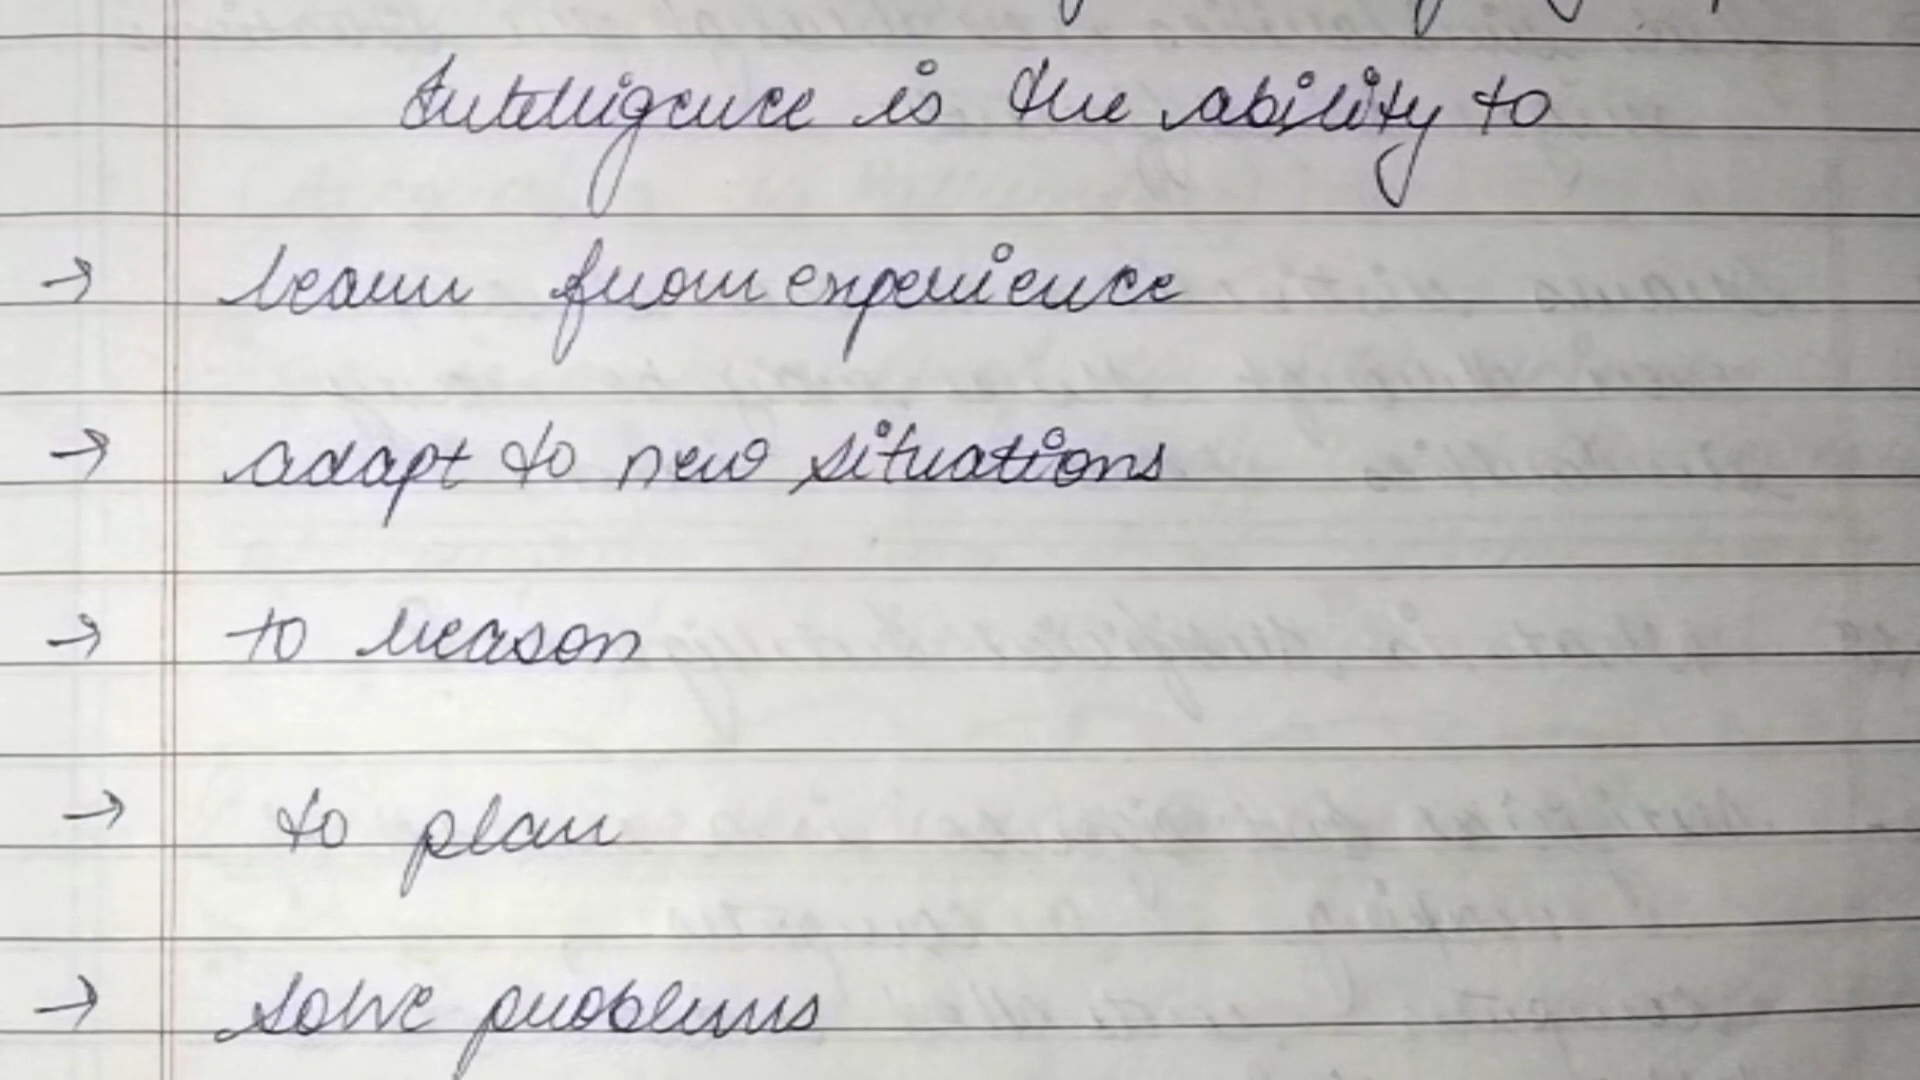 Intelligence is the ability to
→ learn from experience
→ adapt to new situations
→ to reason
→ to plan
→ solve problems